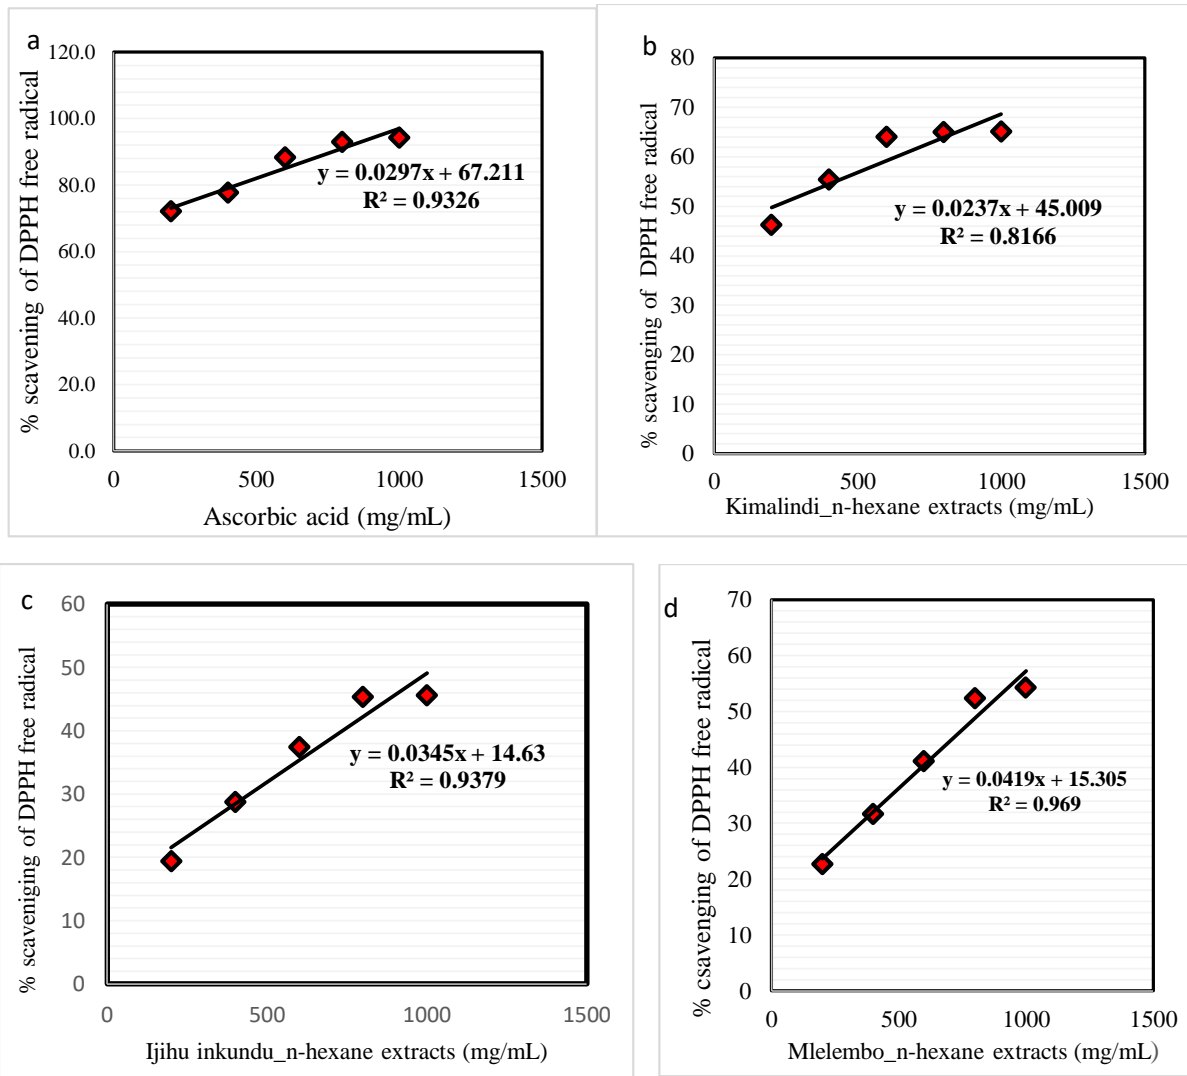 a
120.0
100.0
80.0
60.0
40.0
20.0
0.0
% scavening of DPPH free radical
y = 0.0297x + 67.211
R² = 0.9326
0 500 1000 1500
Ascorbic acid (mg/mL)
b
80
70
60
50
40
30
20
10
0
% scavenging of DPPH free radical
y = 0.0237x + 45.009
R² = 0.8166
0 500 1000 1500
Kimalindi_n-hexane extracts (mg/mL)
c
60
50
40
30
20
10
0
% scaveniging of DPPH free radical
y = 0.0345x + 14.63
R² = 0.9379
0 500 1000 1500
Ijihu inkundu_n-hexane extracts (mg/mL)
d
70
60
50
40
30
20
10
0
% csavenging of DPPH free radical
y = 0.0419x + 15.305
R² = 0.969
0 500 1000 1500
Mlelembo_n-hexane extracts (mg/mL)